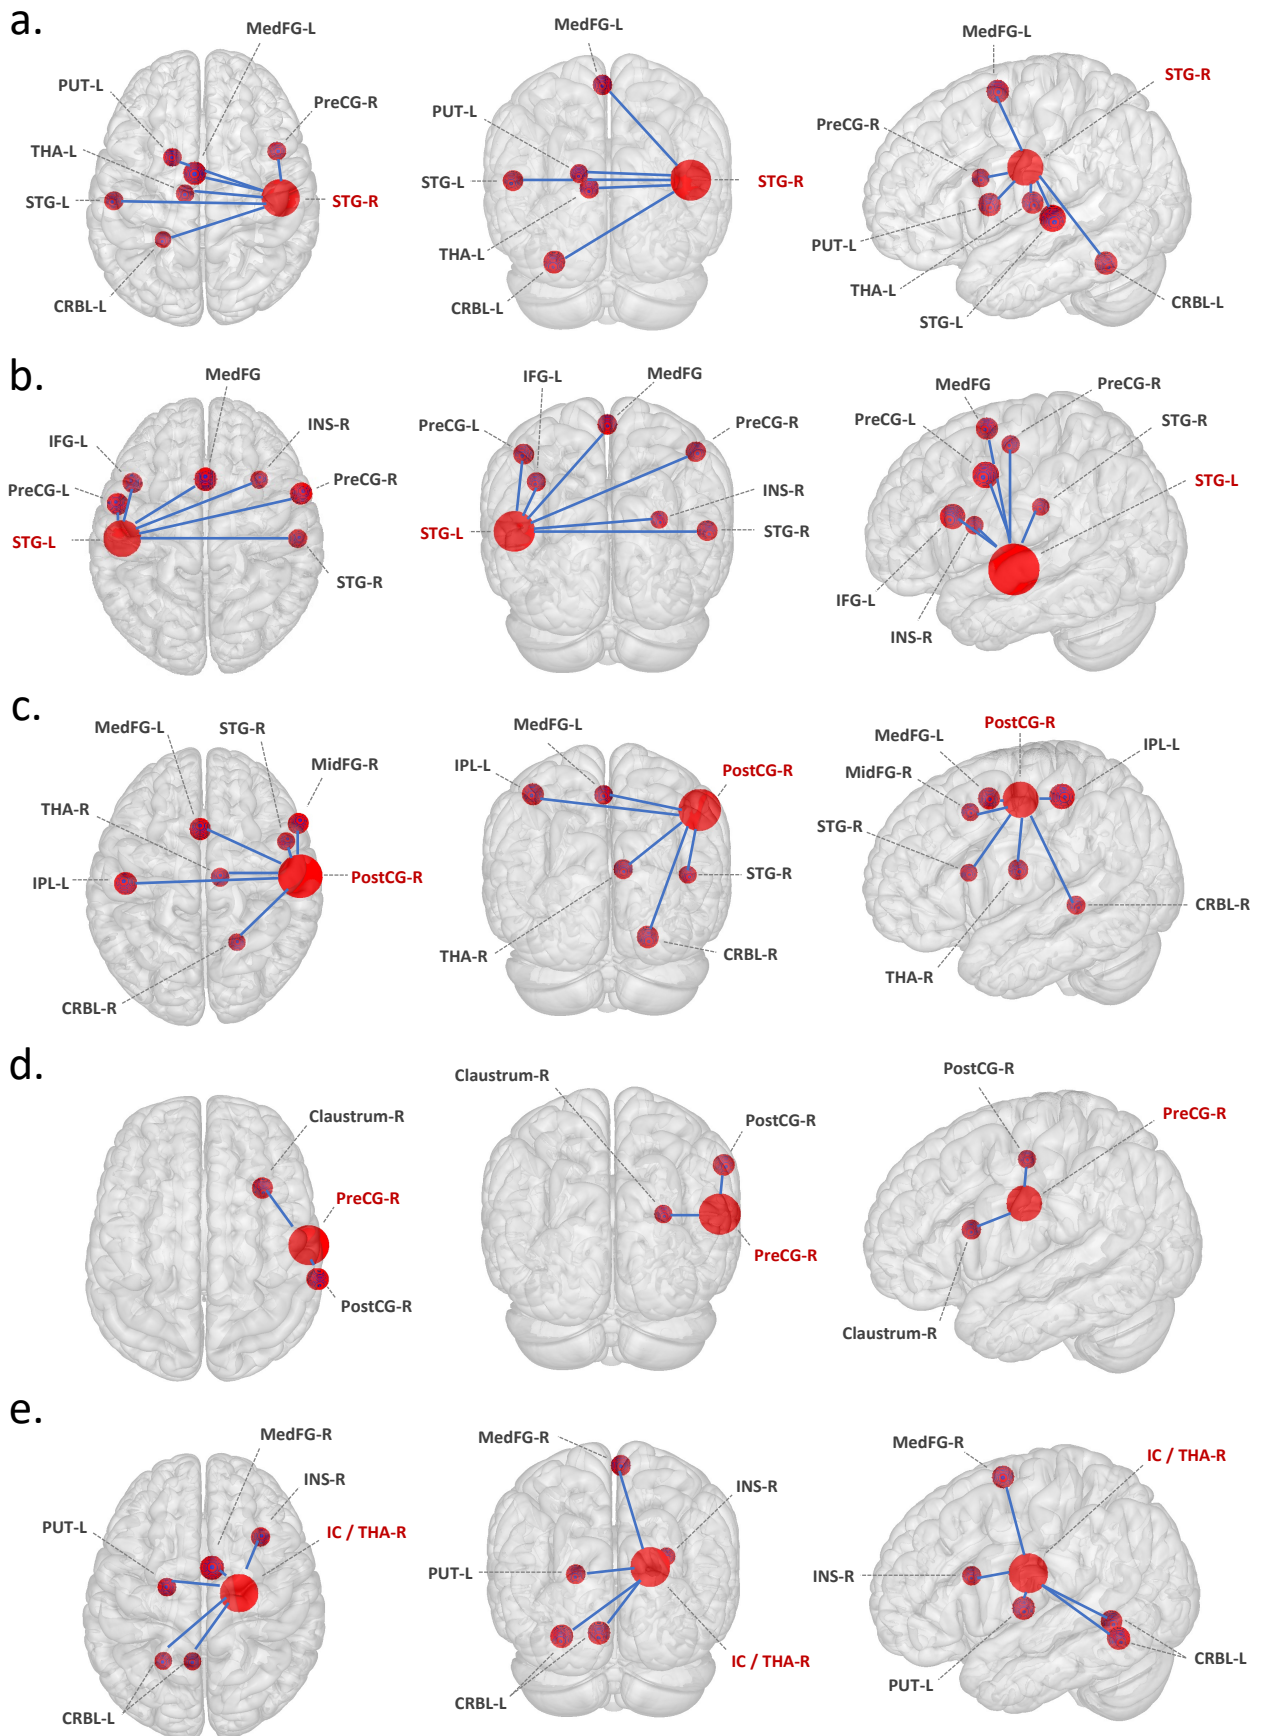 a.
MedFG-L
PUT-L
PreCG-R
THA-L
STG-L
STG-R
CRBL-L
MedFG-L
PUT-L
STG-L
STG-R
THA-L
CRBL-L
MedFG-L
STG-R
PreCG-R
PUT-L
THA-L
STG-L
CRBL-L
b.
MedFG
IFG-L
INS-R
PreCG-L
PreCG-R
STG-L
STG-R
IFG-L
MedFG
PreCG-L
PreCG-R
INS-R
STG-L
STG-R
MedFG
PreCG-R
PreCG-L
STG-R
STG-L
IFG-L
INS-R
c.
MedFG-L
STG-R
MidFG-R
THA-R
IPL-L
PostCG-R
CRBL-R
MedFG-L
IPL-L
PostCG-R
STG-R
THA-R
CRBL-R
PostCG-R
MedFG-L
IPL-L
MidFG-R
STG-R
CRBL-R
THA-R
d.
Claustrum-R
PreCG-R
PostCG-R
Claustrum-R
PostCG-R
PreCG-R
PostCG-R
PreCG-R
Claustrum-R
e.
MedFG-R
INS-R
PUT-L
IC / THA-R
CRBL-L
MedFG-R
INS-R
PUT-L
IC / THA-R
CRBL-L
MedFG-R
IC / THA-R
INS-R
PUT-L
CRBL-L